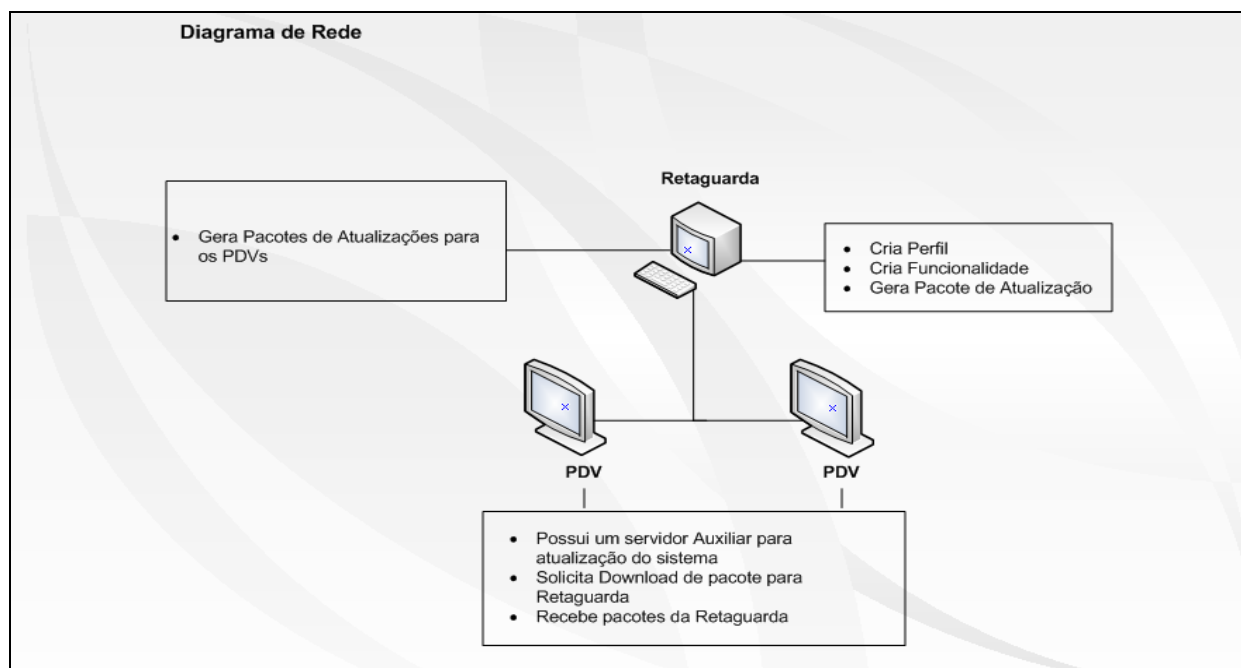 Diagrama de Rede
Retaguarda
• Gera Pacotes de Atualizações para
os PDVs
• Cria Perfil
• Cria Funcionalidade
• Gera Pacote de Atualização
PDV
PDV
• Possui um servidor Auxiliar para
atualização do sistema
• Solicita Download de pacote para
Retaguarda
• Recebe pacotes da Retaguarda